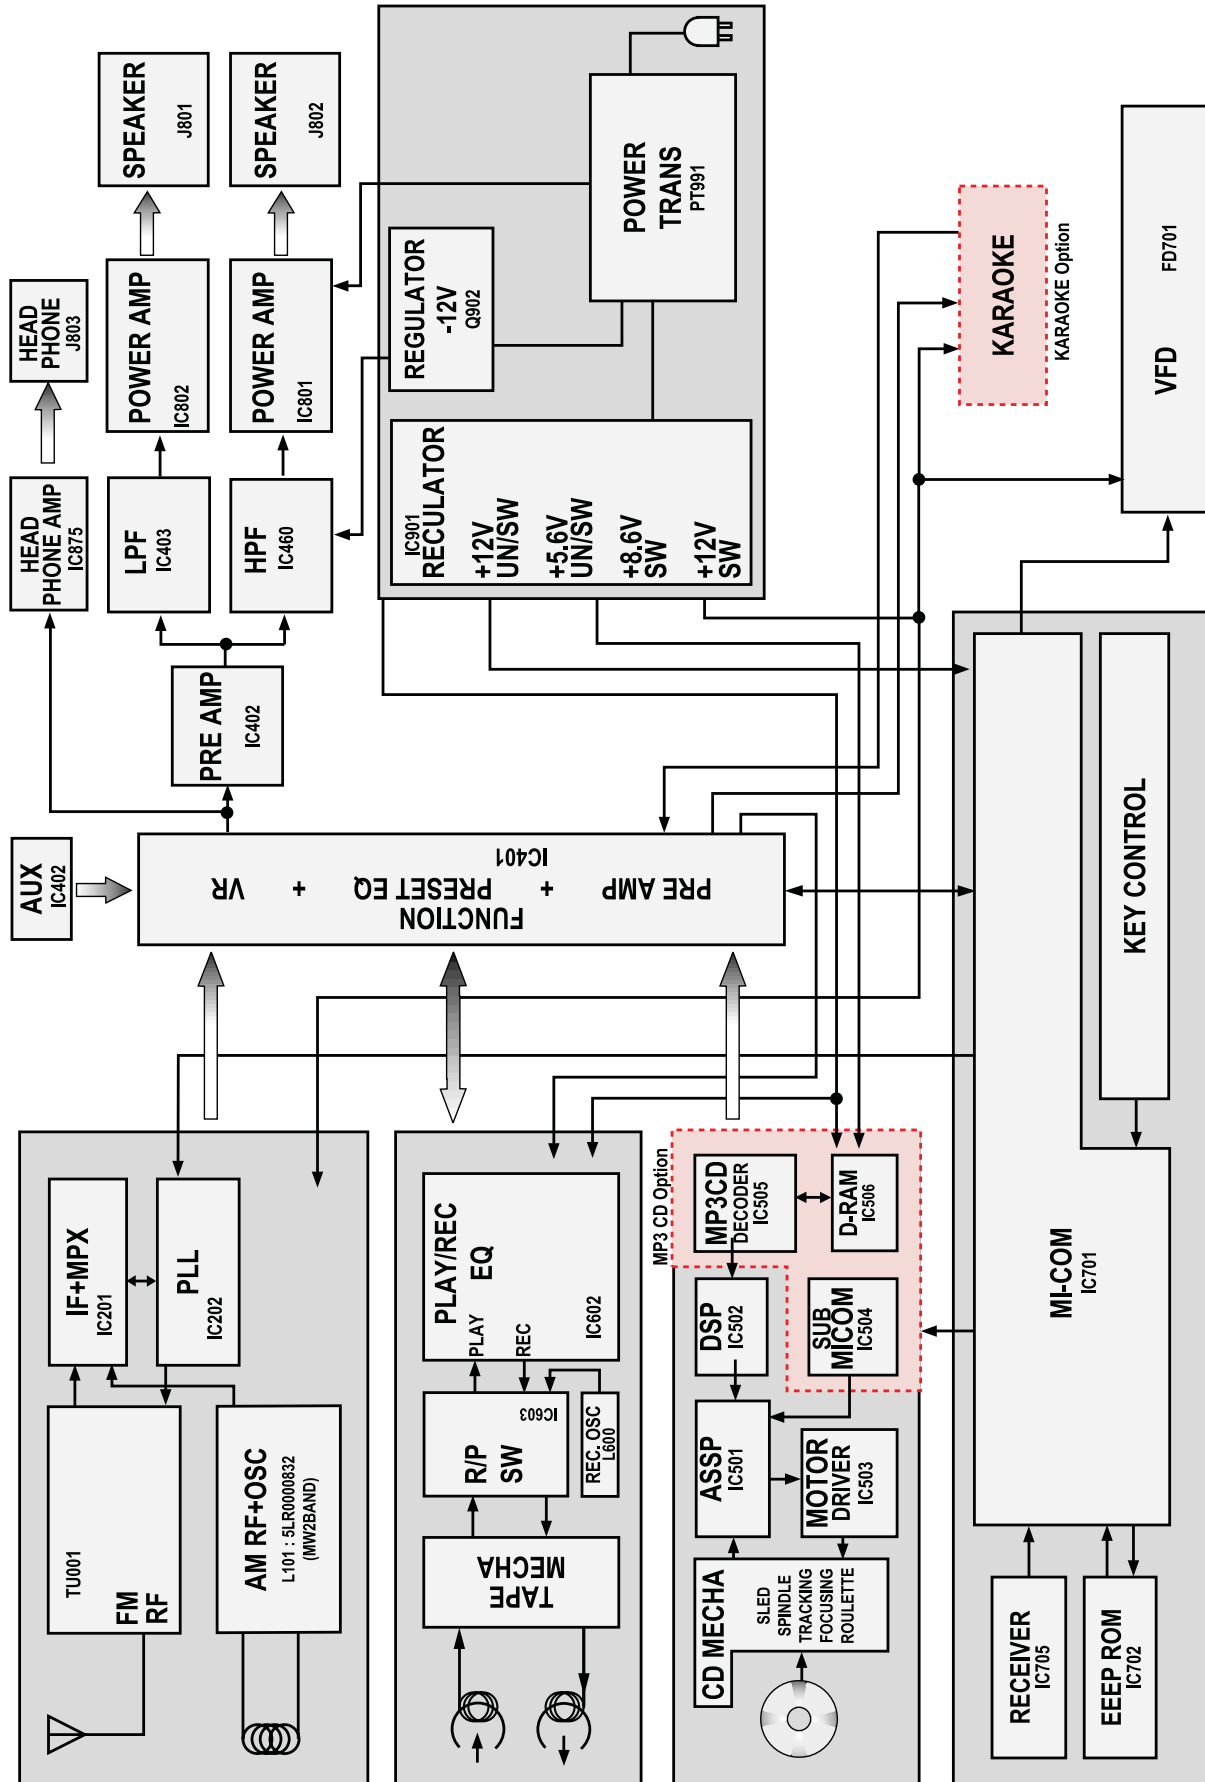 FM
RF
TU001
IF+MPX
IC201
PLL
IC202
AM RF+OSC
L101 : 5LR0000832
(MW2BAND)
TAPE
MECHA
R/P
SW
IC603
REC. OSC
L600
PLAY/REC
EQ
PLAY
REC
IC602
CD MECHA
SLED
SPINDLE
TRACKING
FOCUSING
ROULETTE
ASSP
IC501
MOTOR
DRIVER
IC503
DSP
IC502
SUB
MICOM
IC504
MP3 CD Option
MP3CD
DECODER
IC505
D-RAM
IC506
RECEIVER
IC705
EEEP ROM
IC702
MI-COM
IC701
KEY CONTROL
AUX
IC402
FUNCTION
VR + PRESET EQ + PRE AMP
IC401
PRE AMP
IC402
HEAD
PHONE AMP
IC875
HEAD
PHONE
J803
LPF
IC403
HPF
IC460
POWER AMP
IC802
POWER AMP
IC801
SPEAKER
J801
SPEAKER
J802
IC901
RECULATOR
+12V
UN/SW
+5.6V
UN/SW
+8.6V
SW
+12V
SW
REGULATOR
-12V
Q902
POWER
TRANS
PT991
KARAOKE
KARAOKE Option
VFD
FD701